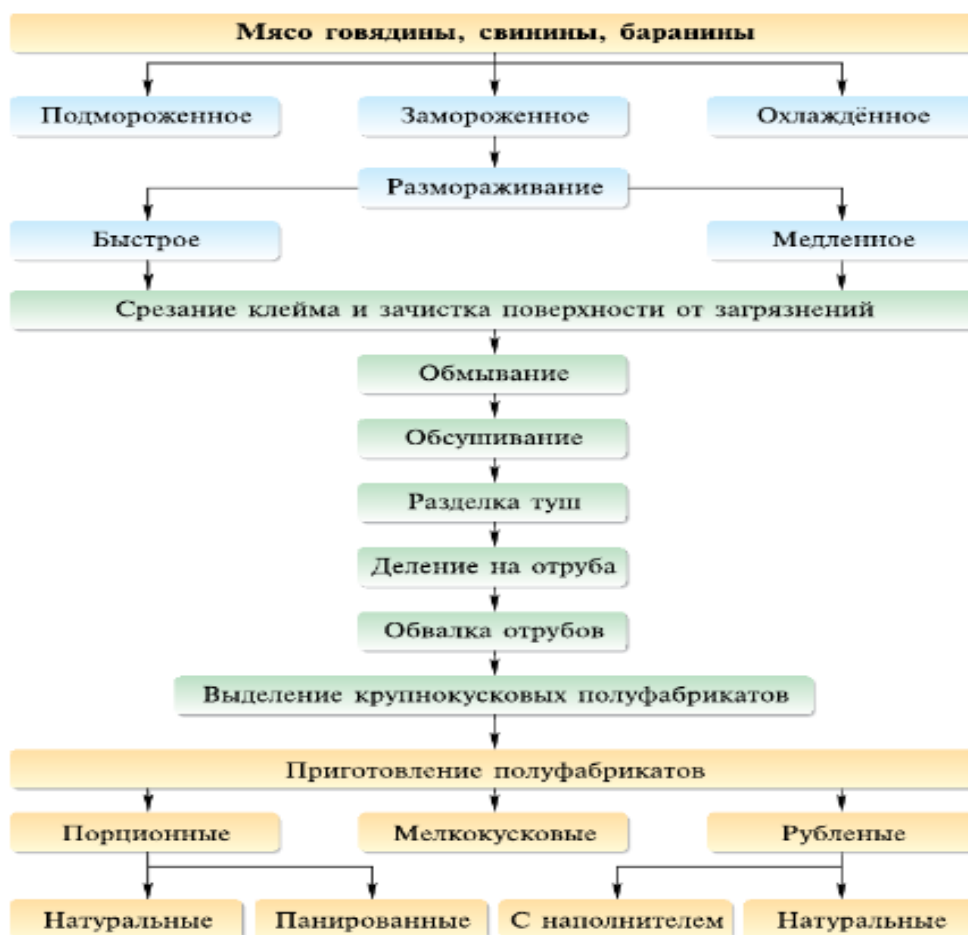 Мясо говядины, свинины, баранины
Подмороженное
Замороженное
Охлаждённое
Размораживание
Быстрое
Медленное
Срезание клейма и зачистка поверхности от загрязнений
Обмывание
Обсушивание
Разделка туш
Деление на отруба
Обвалка отрубов
Выделение крупнокусковых полуфабрикатов
Приготовление полуфабрикатов
Порционные
Мелкокусковые
Рубленые
Натуральные
Панированные
С наполнителем
Натуральные